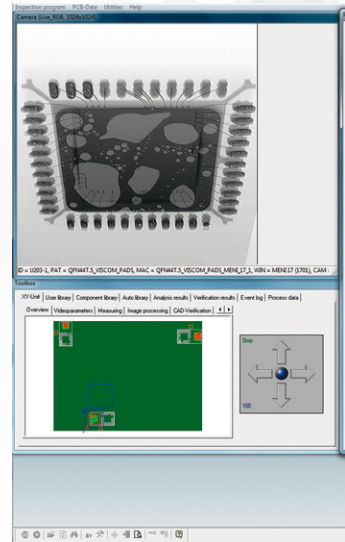 Inspection program PCB-Data Utilities Help
Camera (Live_RGB, 1024x1024)
ID = U203-1, PAT = QFN44T.5_VISCOM_PADS, MAC = QFN44T.5_VISCOM_PADS_MENI_17_1, WIN = MENI17 (1701), CAM
Toolbox
XY-Unit User library Component library Auto library Analysis results Verification results Event log Process data
Overview Videoparameters Measuring Image processing CAD-Verification
Stop
100